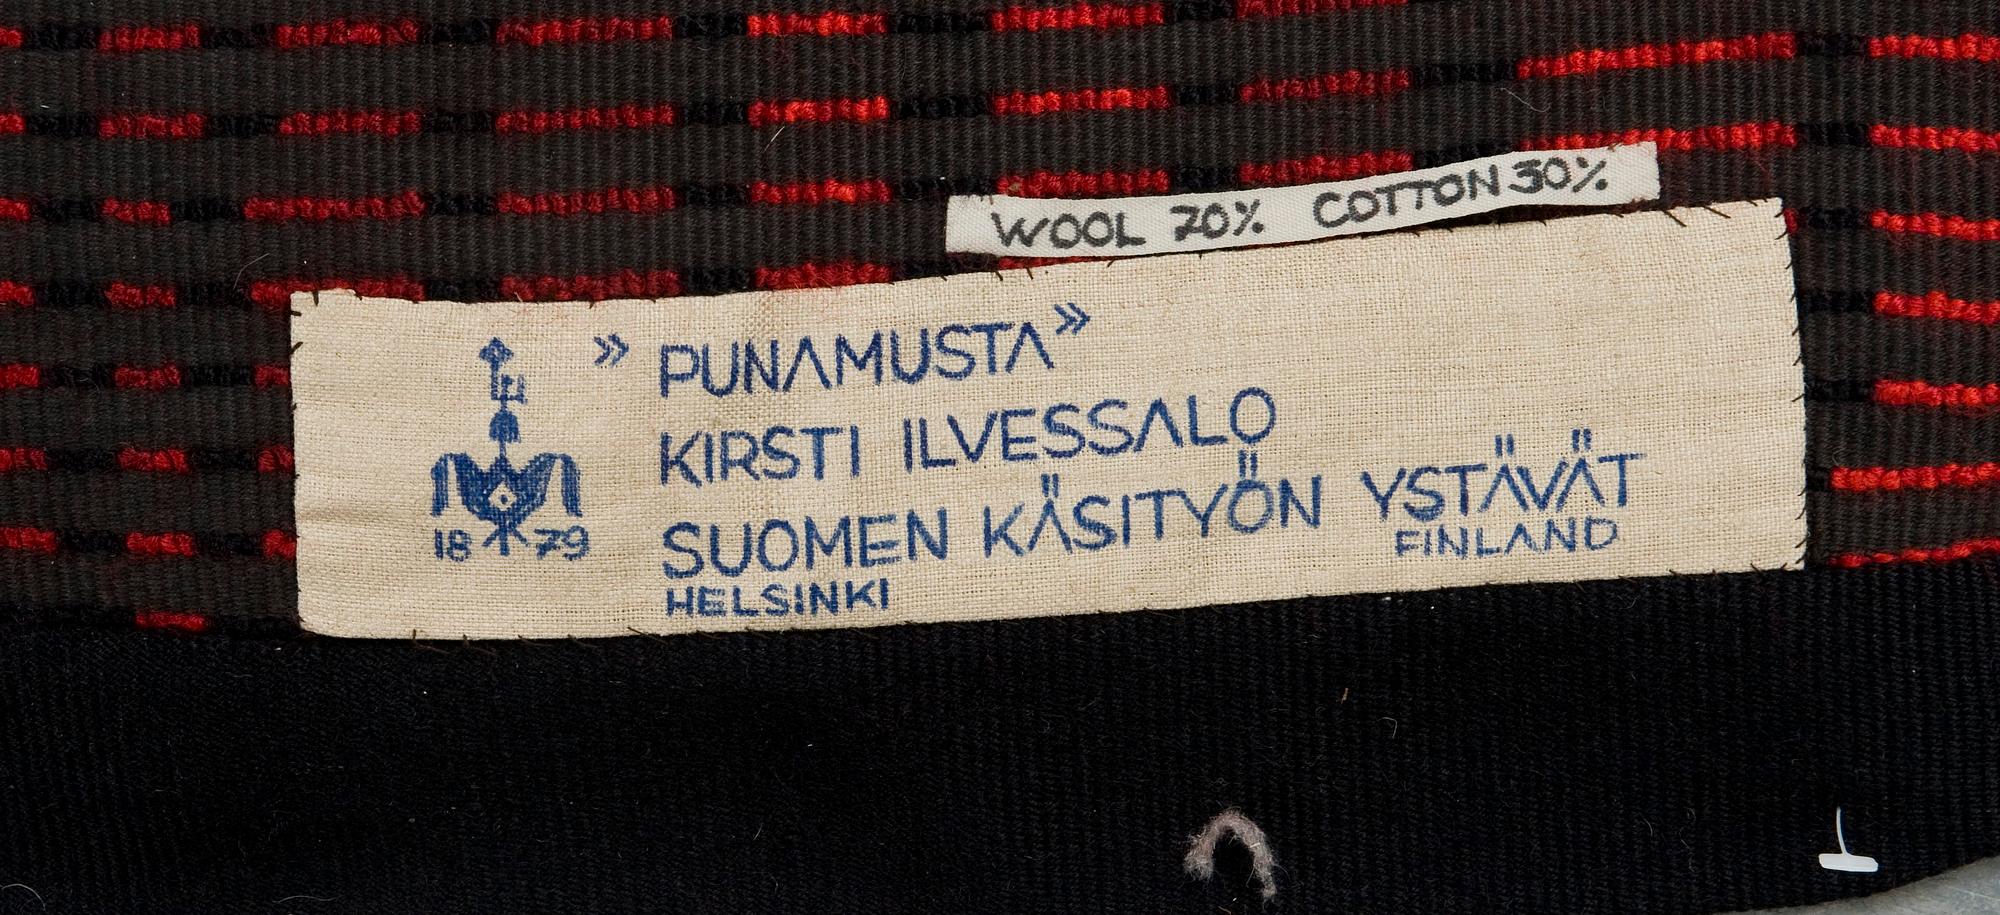 WOOL 70% COTTON 30%
» PUNAMUSTA »
KIRSTI ILVESSALO
SUOMEN KÄSITYÖN YSTÄVÄT
HELSINKI FINLAND
18 79